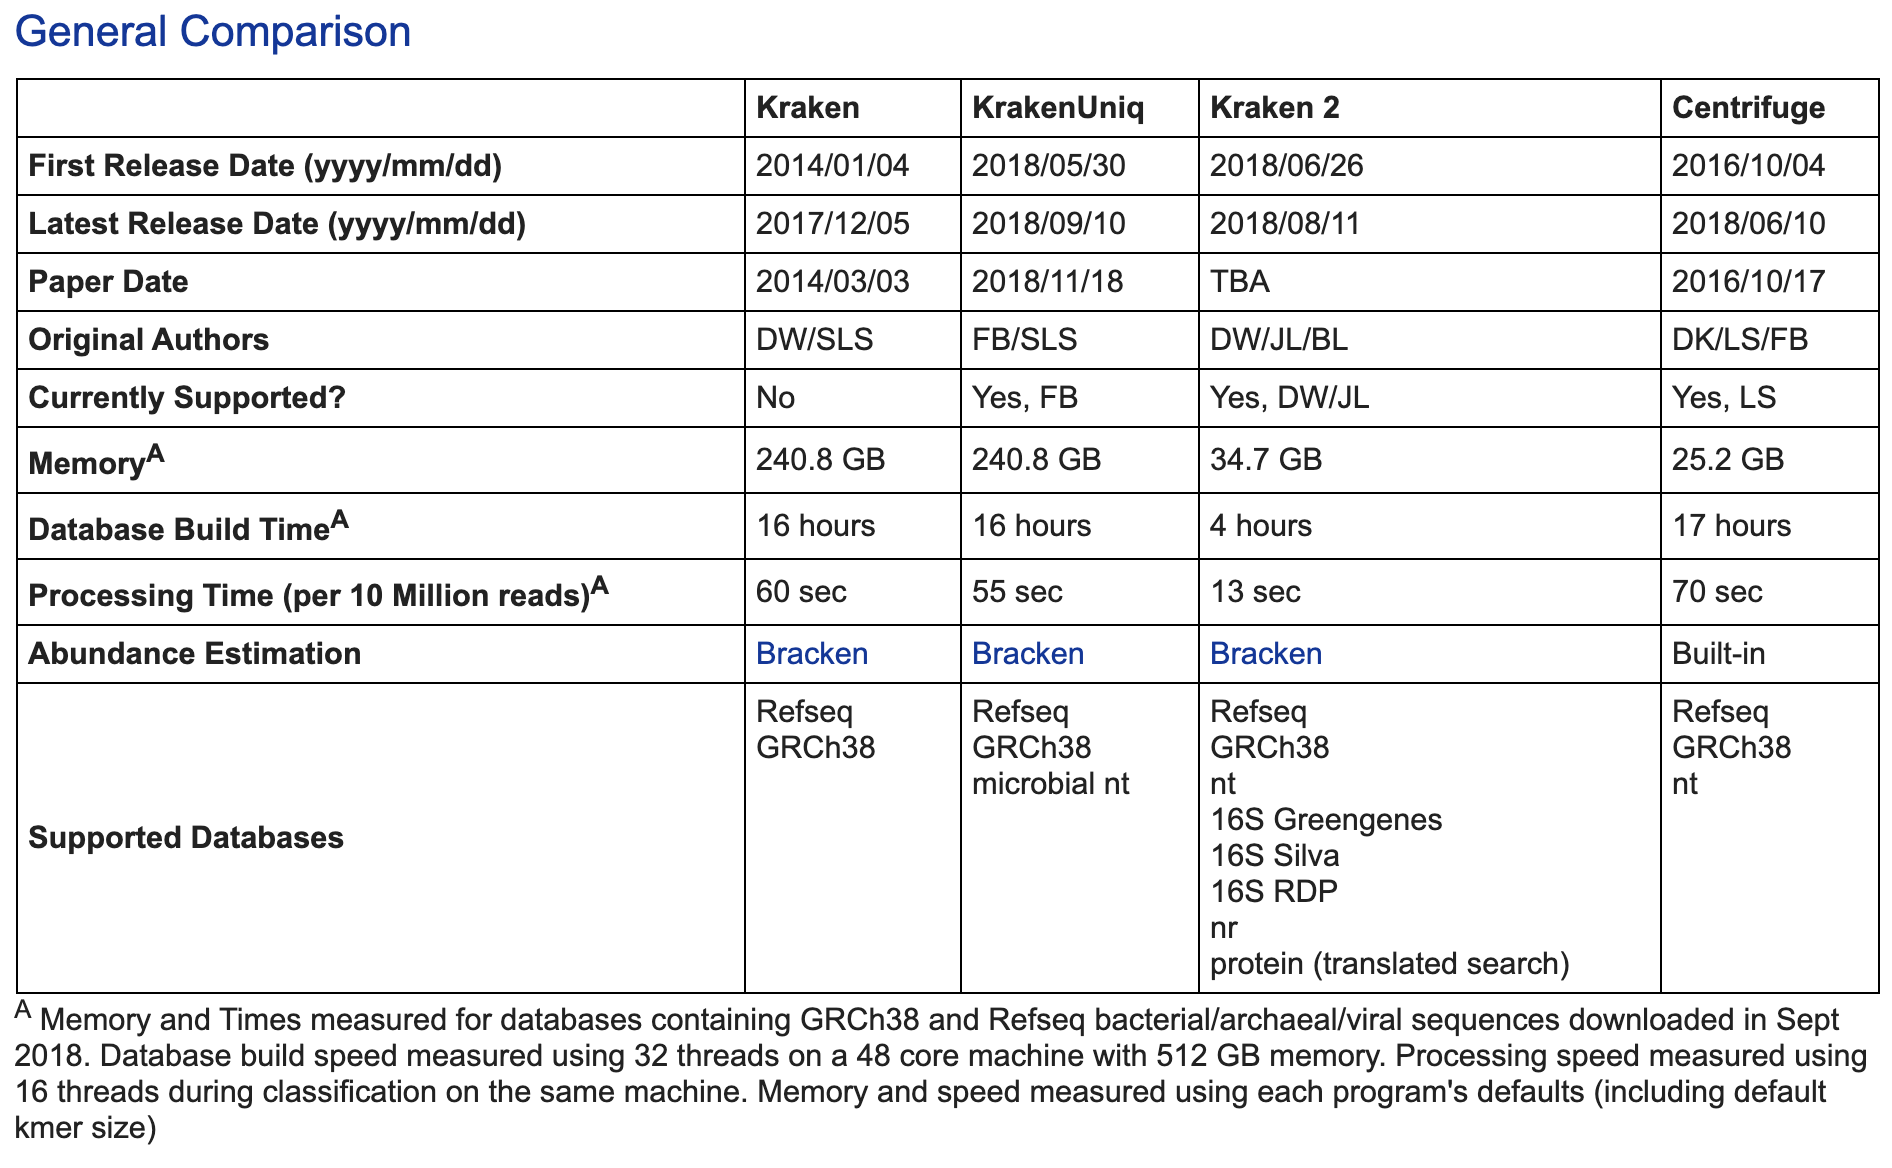 General Comparison
Kraken KrakenUniq Kraken 2 Centrifuge
First Release Date (yyyy/mm/dd) 2014/01/04 2018/05/30 2018/06/26 2016/10/04
Latest Release Date (yyyy/mm/dd) 2017/12/05 2018/09/10 2018/08/11 2018/06/10
Paper Date 2014/03/03 2018/11/18 TBA 2016/10/17
Original Authors DW/SLS FB/SLS DW/JL/BL DK/LS/FB
Currently Supported? No Yes, FB Yes, DW/JL Yes, LS
Memory^A 240.8 GB 240.8 GB 34.7 GB 25.2 GB
Database Build Time^A 16 hours 16 hours 4 hours 17 hours
Processing Time (per 10 Million reads)^A 60 sec 55 sec 13 sec 70 sec
Abundance Estimation Bracken Bracken Bracken Built-in
Refseq Refseq Refseq Refseq
GRCh38 GRCh38 GRCh38 GRCh38
microbial nt nt nt
16S Greengenes
Supported Databases 16S Silva
16S RDP
nr
protein (translated search)
A Memory and Times measured for databases containing GRCh38 and Refseq bacterial/archaeal/viral sequences downloaded in Sept
2018. Database build speed measured using 32 threads on a 48 core machine with 512 GB memory. Processing speed measured using
16 threads during classification on the same machine. Memory and speed measured using each program's defaults (including default
kmer size)